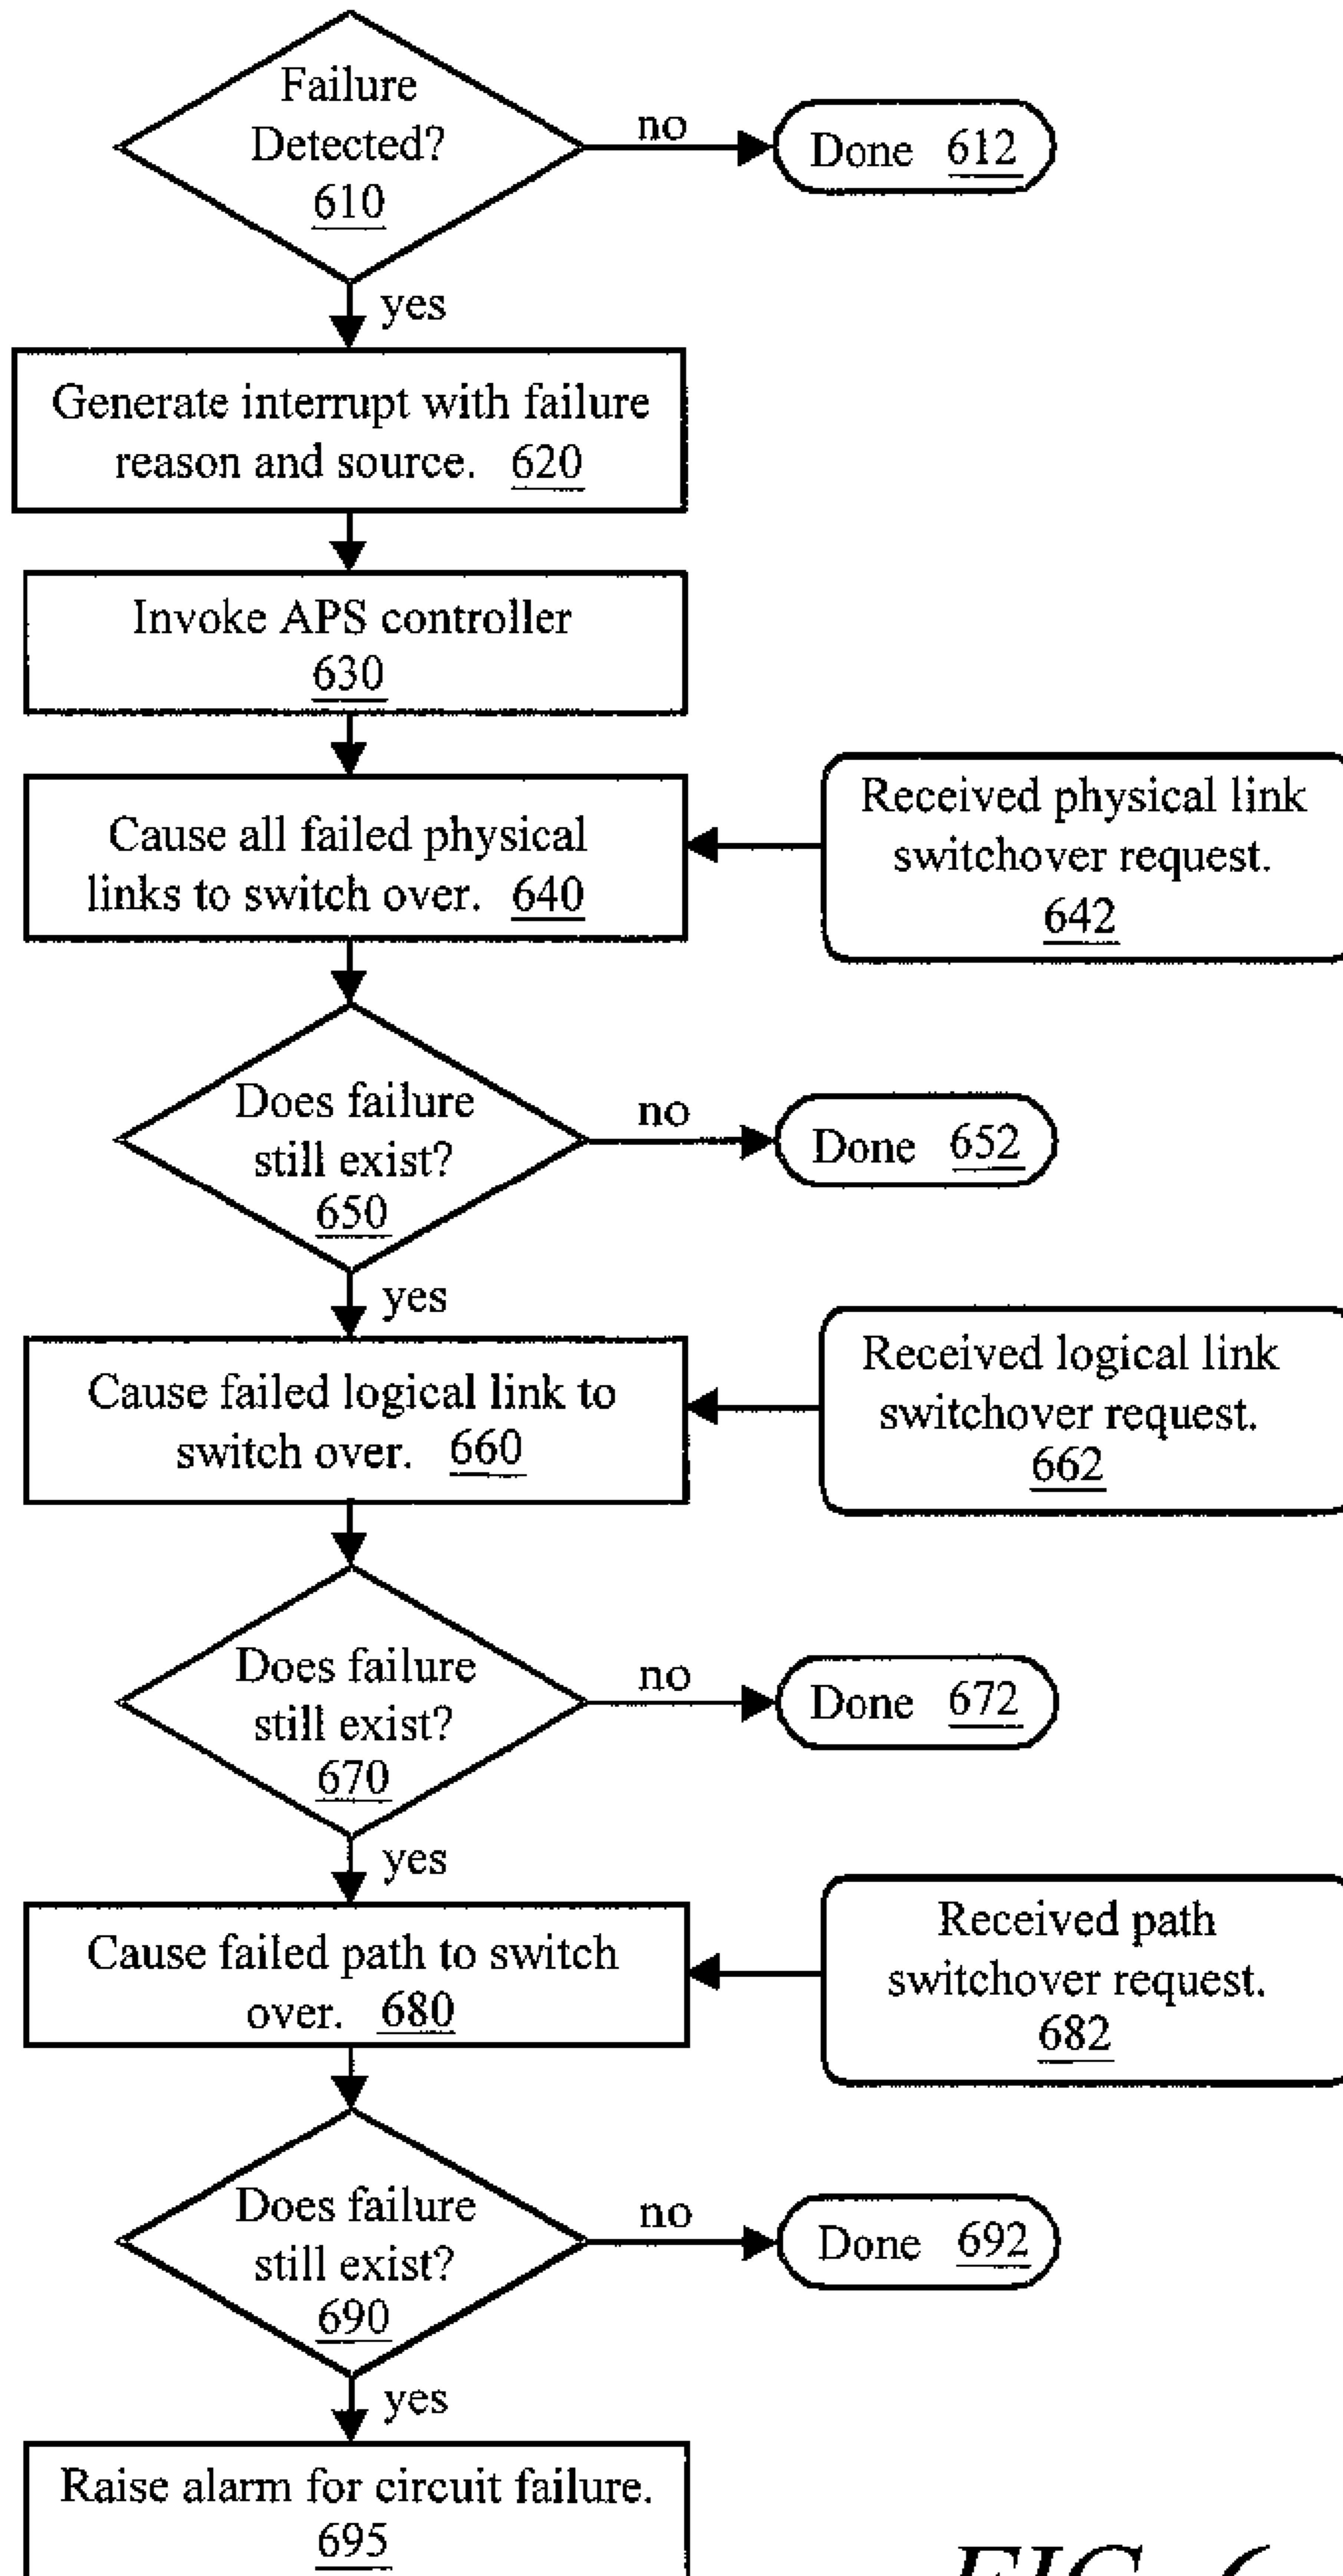 Failure
Detected?
610
no
Done 612
yes
Generate interrupt with failure
reason and source. 620
Invoke APS controller
630
Cause all failed physical
links to switch over. 640
Received physical link
switchover request.
642
Does failure
still exist?
650
no
Done 652
yes
Cause failed logical link to
switch over. 660
Received logical link
switchover request.
662
Does failure
still exist?
670
no
Done 672
yes
Cause failed path to switch
over. 680
Received path
switchover request.
682
Does failure
still exist?
690
no
Done 692
yes
Raise alarm for circuit failure.
695
FIG. 6